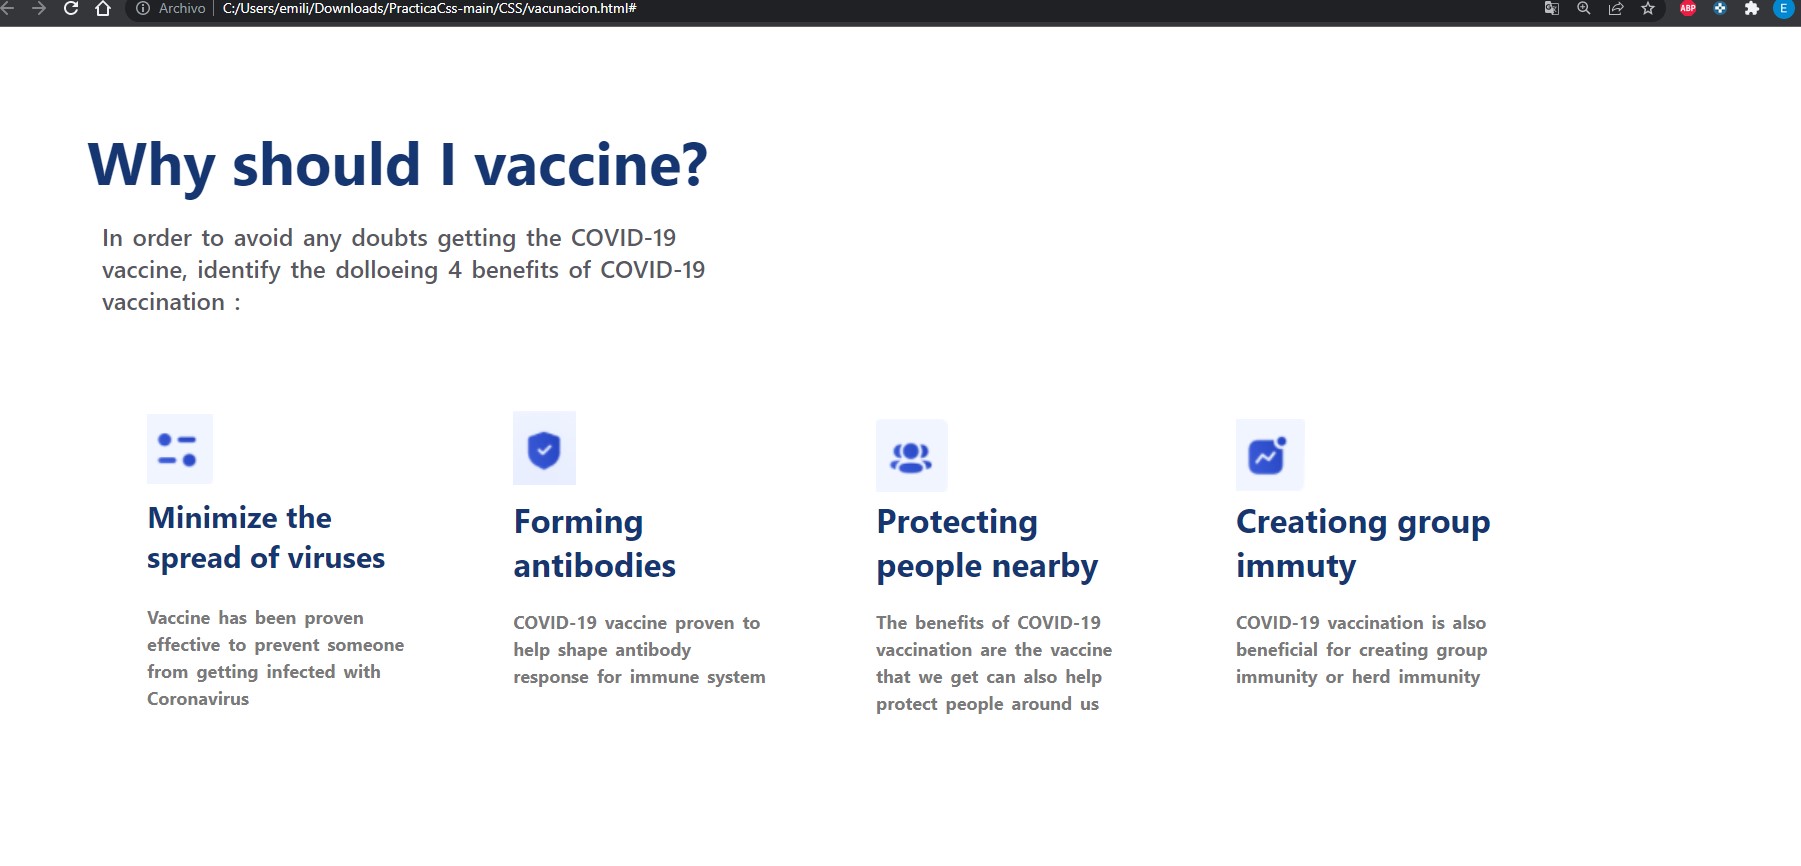 Archivo C:/Users/emili/Downloads/PracticaCss-main/CSS/vacunacion.html#
ABP
E
Why should I vaccine?
In order to avoid any doubts getting the COVID-19
vaccine, identify the dolloeing 4 benefits of COVID-19
vaccination :
Minimize the
spread of viruses
Vaccine has been proven
effective to prevent someone
from getting infected with
Coronavirus
Forming
antibodies
COVID-19 vaccine proven to
help shape antibody
response for immune system
Protecting
people nearby
The benefits of COVID-19
vaccination are the vaccine
that we get can also help
protect people around us
Creationg group
immuty
COVID-19 vaccination is also
beneficial for creating group
immunity or herd immunity